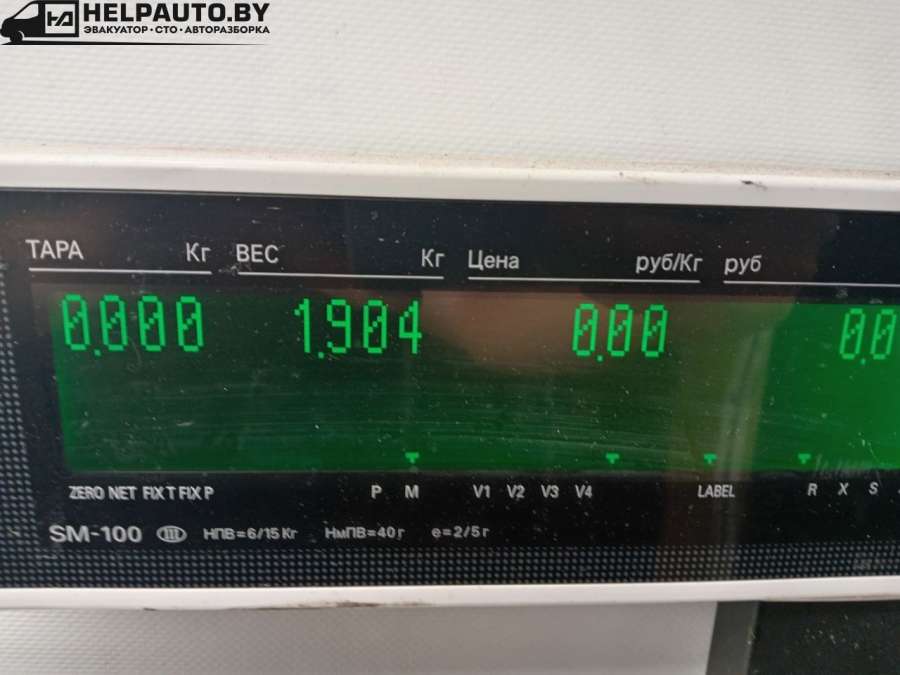 HELPAUTO.BY
ЭВАКУАТОР · СТО · АВТОРАЗБОРКА
ТАРА Кг ВЕС Кг Цена руб/Кг руб
0.000 1.904 0.00 0.0
ZERO NET FIX T FIX P P M V1 V2 V3 V4 LABEL R X S
SM-100 III НПВ=6/15 Кг НмПВ=40 г e=2/5 г